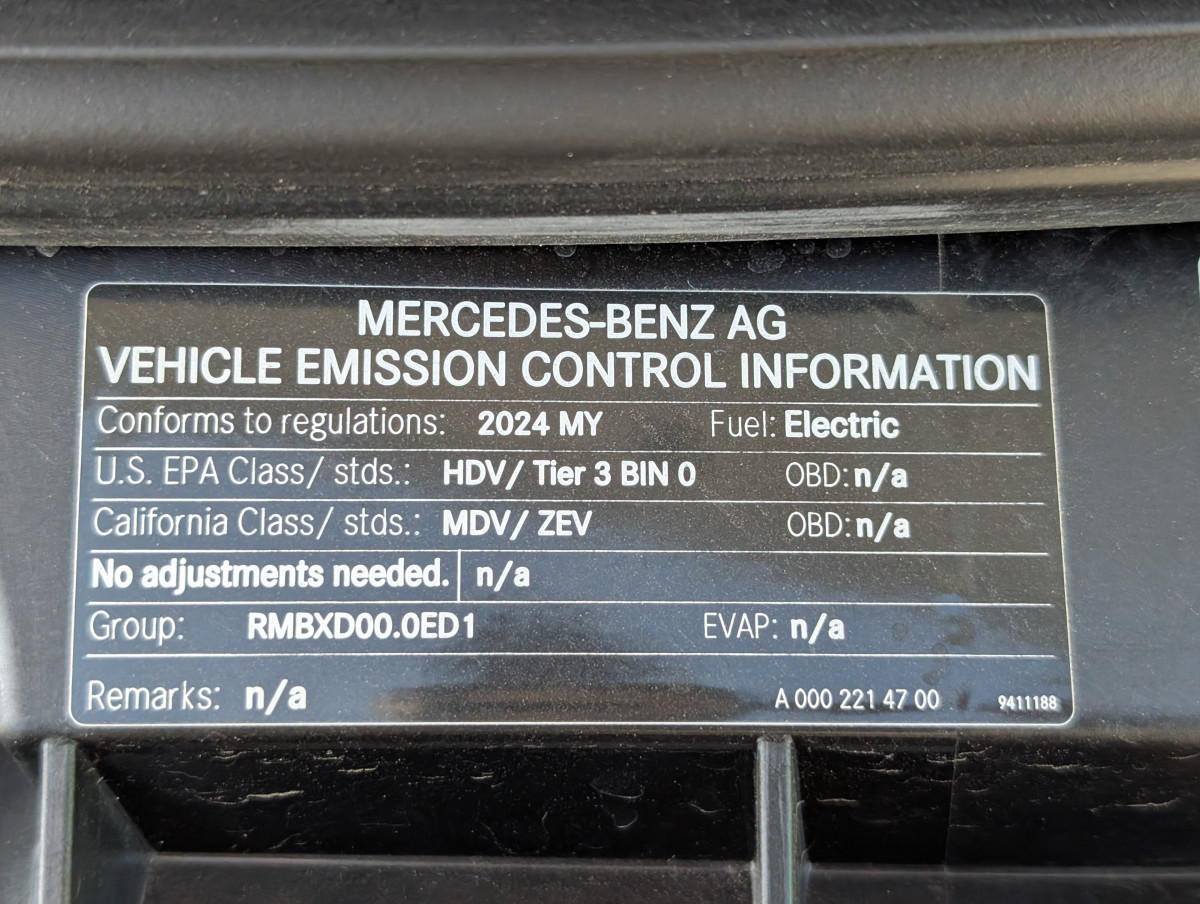 MERCEDES-BENZ AG
VEHICLE EMISSION CONTROL INFORMATION
Conforms to regulations: 2024 MY Fuel: Electric
U.S. EPA Class/ stds.: HDV/ Tier 3 BIN 0 OBD: n/a
California Class/ stds.: MDV/ ZEV OBD: n/a
No adjustments needed. n/a
Group: RMBXD00.0ED1 EVAP: n/a
Remarks: n/a A 000 221 47 00 9411188